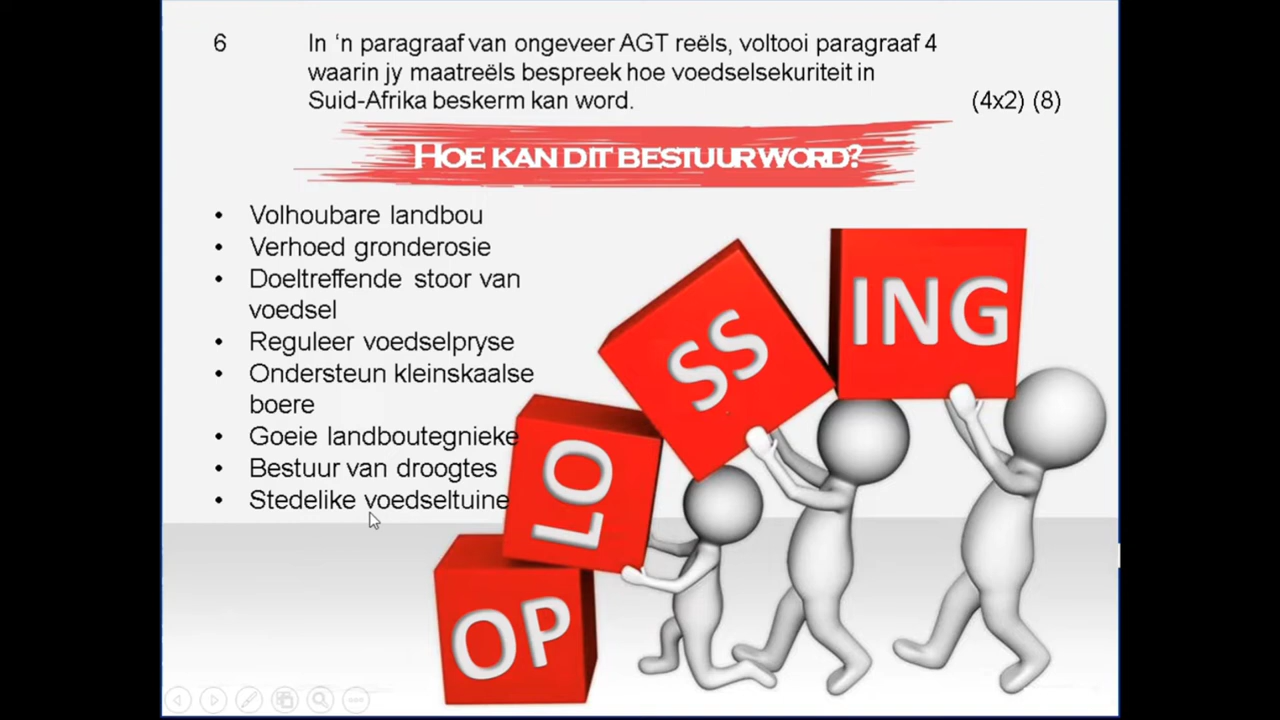 6
In ‘n paragraaf van ongeveer AGT reëls, voltooi paragraaf 4
waarin jy maatreëls bespreek hoe voedselsekuriteit in
Suid-Afrika beskerm kan word. (4x2) (8)
HOE KAN DIT BESTUUR WORD?
• Volhoubare landbou
• Verhoed gronderosie
• Doeltreffende stoor van
voedsel
• Reguleer voedselpryse
• Ondersteun kleinskaalse
boere
• Goeie landboutegnieke
• Bestuur van droogtes
• Stedelike voedseltuine
OP
LO
SS
ING